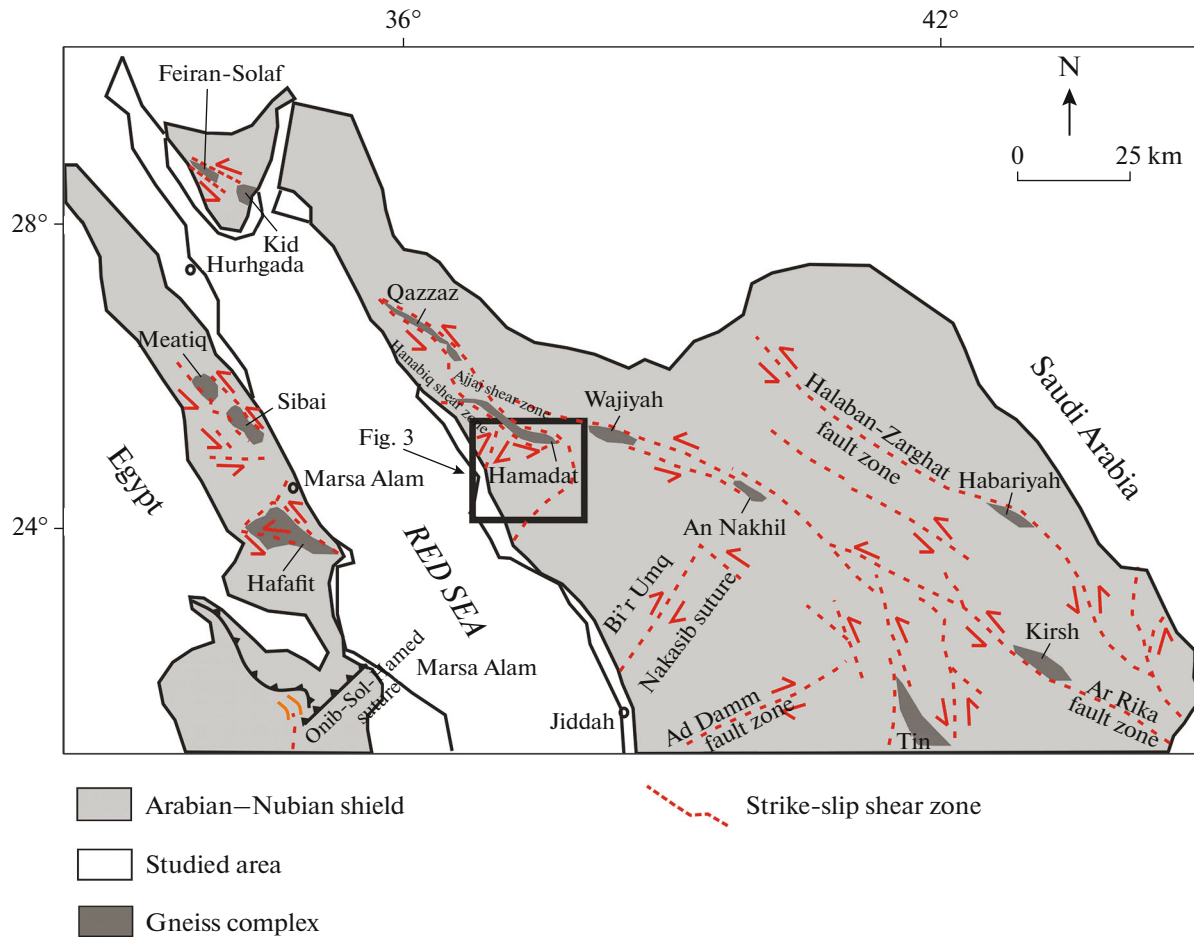 36°
42°
Feiran-Solaf
N
0
25 km
28°
Kid
Hurhgada
Qazzaz
Meatiq
Hanabiq shear zone
Ajjaj shear zone
Wajiyah
Halaban-Zarghat
fault zone
Saudi Arabia
Sibai
Fig. 3
Hamadat
Habariyah
Egypt
Marsa Alam
An Nakhil
24°
RED SEA
Hafafit
Bi’r Umq
Nakasib suture
Kirsh
Marsa Alam
Onib-Sol-Hamed
suture
Jiddah
Ad Damm
fault zone
Tin
Ar Rika
fault zone
Arabian–Nubian shield
Strike-slip shear zone
Studied area
Gneiss complex